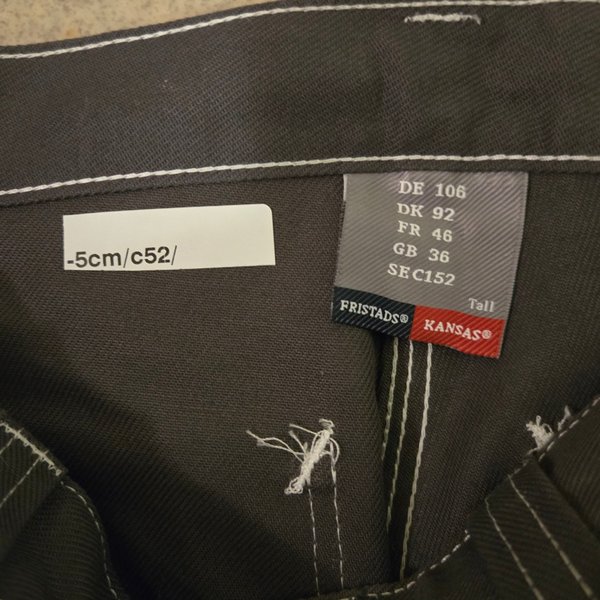 -5cm/c52/
DE 106
DK 92
FR 46
GB 36
SE C152
Tall
FRISTADS® KANSAS®